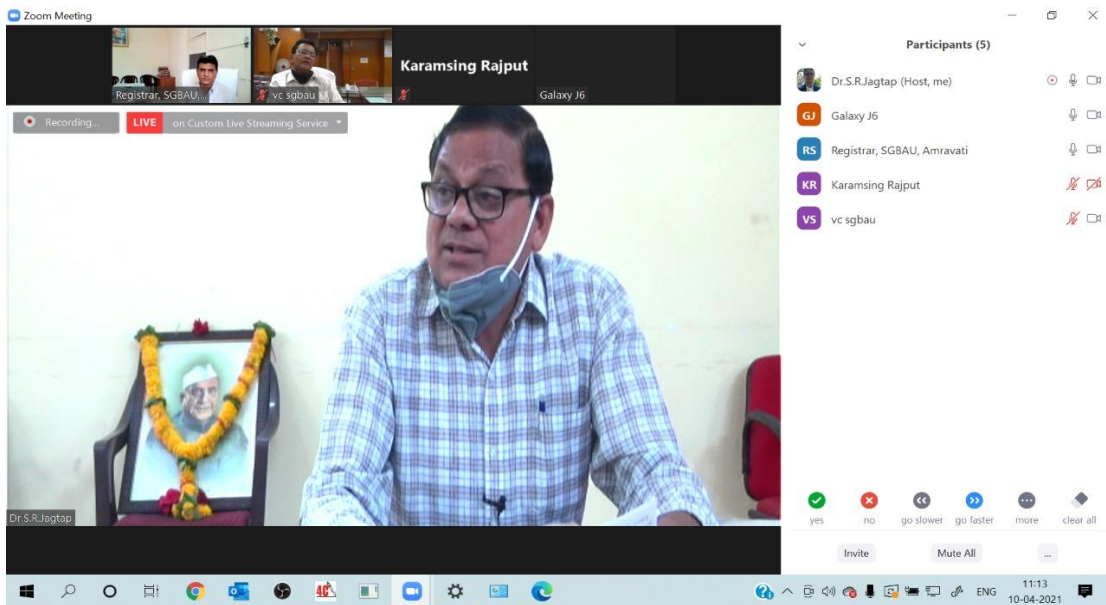 Zoom Meeting
Registrar, SGBAU,...
vc sgbau
Karamsing Rajput
Galaxy J6
Recording...
LIVE on Custom Live Streaming Service
Dr.S.R.Jagtap
Participants (5)
Dr.S.R.Jagtap (Host, me)
GJ Galaxy J6
RS Registrar, SGBAU, Amravati
KR Karamsing Rajput
VS vc sgbau
yes no go slower go faster more clear all
Invite Mute All ...
ENG
11:13
10-04-2021